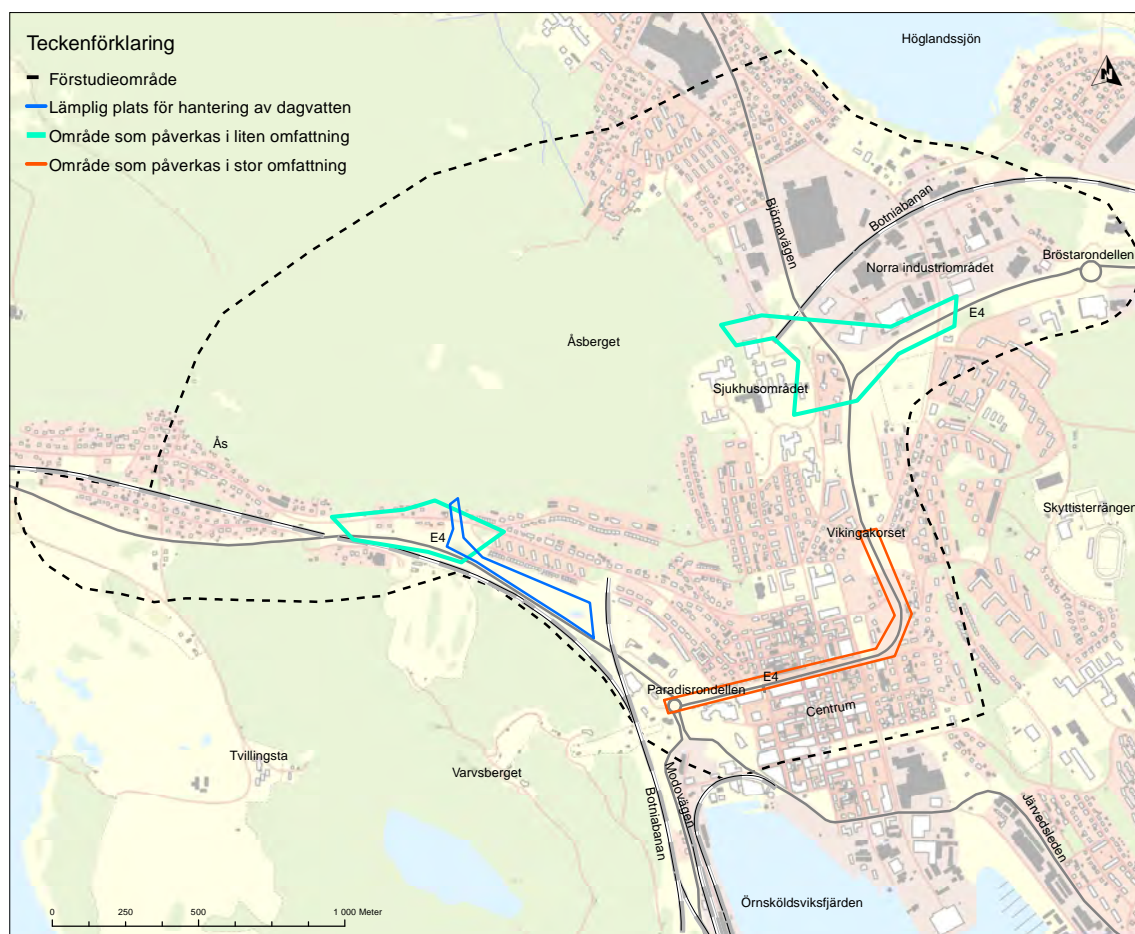 Teckenförklaring
Förstudieområde
Lämplig plats för hantering av dagvatten
Område som påverkas i liten omfattning
Område som påverkas i stor omfattning
Höglandssjön
N
Björnavägen
Botniabanan
Norra industriområdet
Bröstarondellen
E4
Åsberget
Sjukhusområdet
Ås
E4
Skyttisterrängen
Vikingakorset
E4
Paradisrondellen
Centrum
Tvillingsta
Varvsberget
Botniabanan
Modovägen
Järvedsleden
Örnsköldsviksfjärden
0 250 500 1 000 Meter